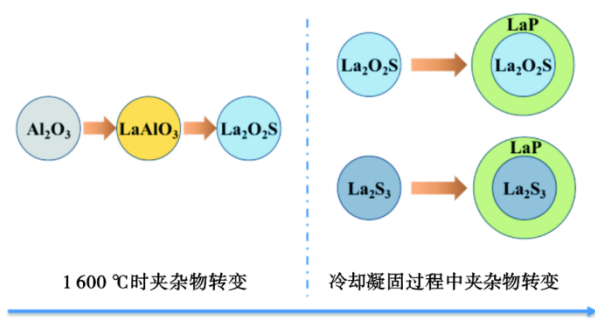 Al₂O₃
LaAlO₃
La₂O₂S
La₂O₂S
LaP
La₂O₂S
La₂S₃
LaP
La₂S₃
1 600 ℃时夹杂物转变
冷却凝固过程中夹杂物转变